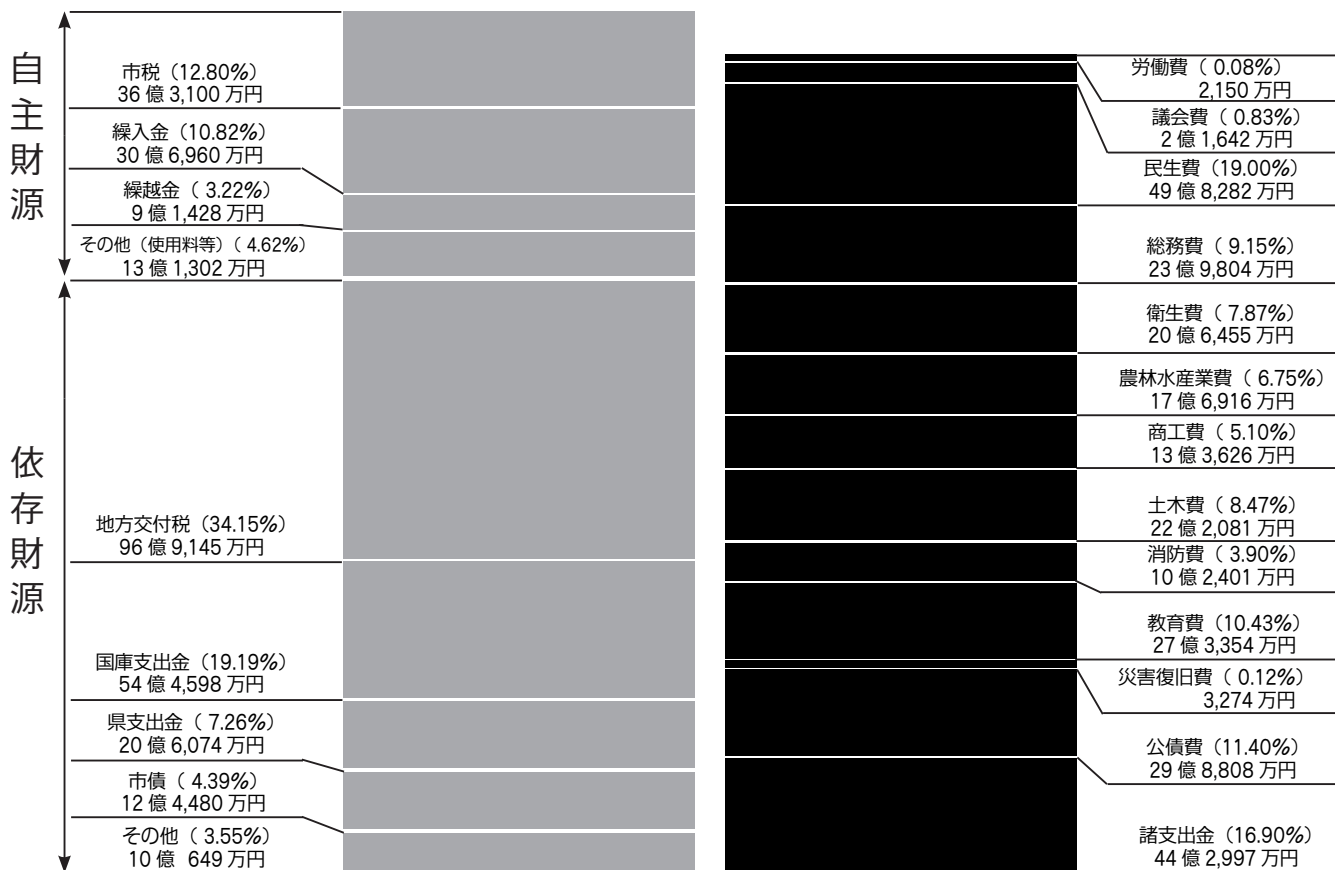 自主財源
市税（12.80%）
36 億 3,100 万円
繰入金（10.82%）
30 億 6,960 万円
繰越金（ 3.22%）
9 億 1,428 万円
その他（使用料等）（ 4.62%）
13 億 1,302 万円
依存財源
地方交付税（34.15%）
96 億 9,145 万円
国庫支出金（19.19%）
54 億 4,598 万円
県支出金（ 7.26%）
20 億 6,074 万円
市債（ 4.39%）
12 億 4,480 万円
その他（ 3.55%）
10 億 649 万円
労働費（ 0.08%）
2,150 万円
議会費（ 0.83%）
2 億 1,642 万円
民生費（19.00%）
49 億 8,282 万円
総務費（ 9.15%）
23 億 9,804 万円
衛生費（ 7.87%）
20 億 6,455 万円
農林水産業費（ 6.75%）
17 億 6,916 万円
商工費（ 5.10%）
13 億 3,626 万円
土木費（ 8.47%）
22 億 2,081 万円
消防費（ 3.90%）
10 億 2,401 万円
教育費（10.43%）
27 億 3,354 万円
災害復旧費（ 0.12%）
3,274 万円
公債費（11.40%）
29 億 8,808 万円
諸支出金（16.90%）
44 億 2,997 万円